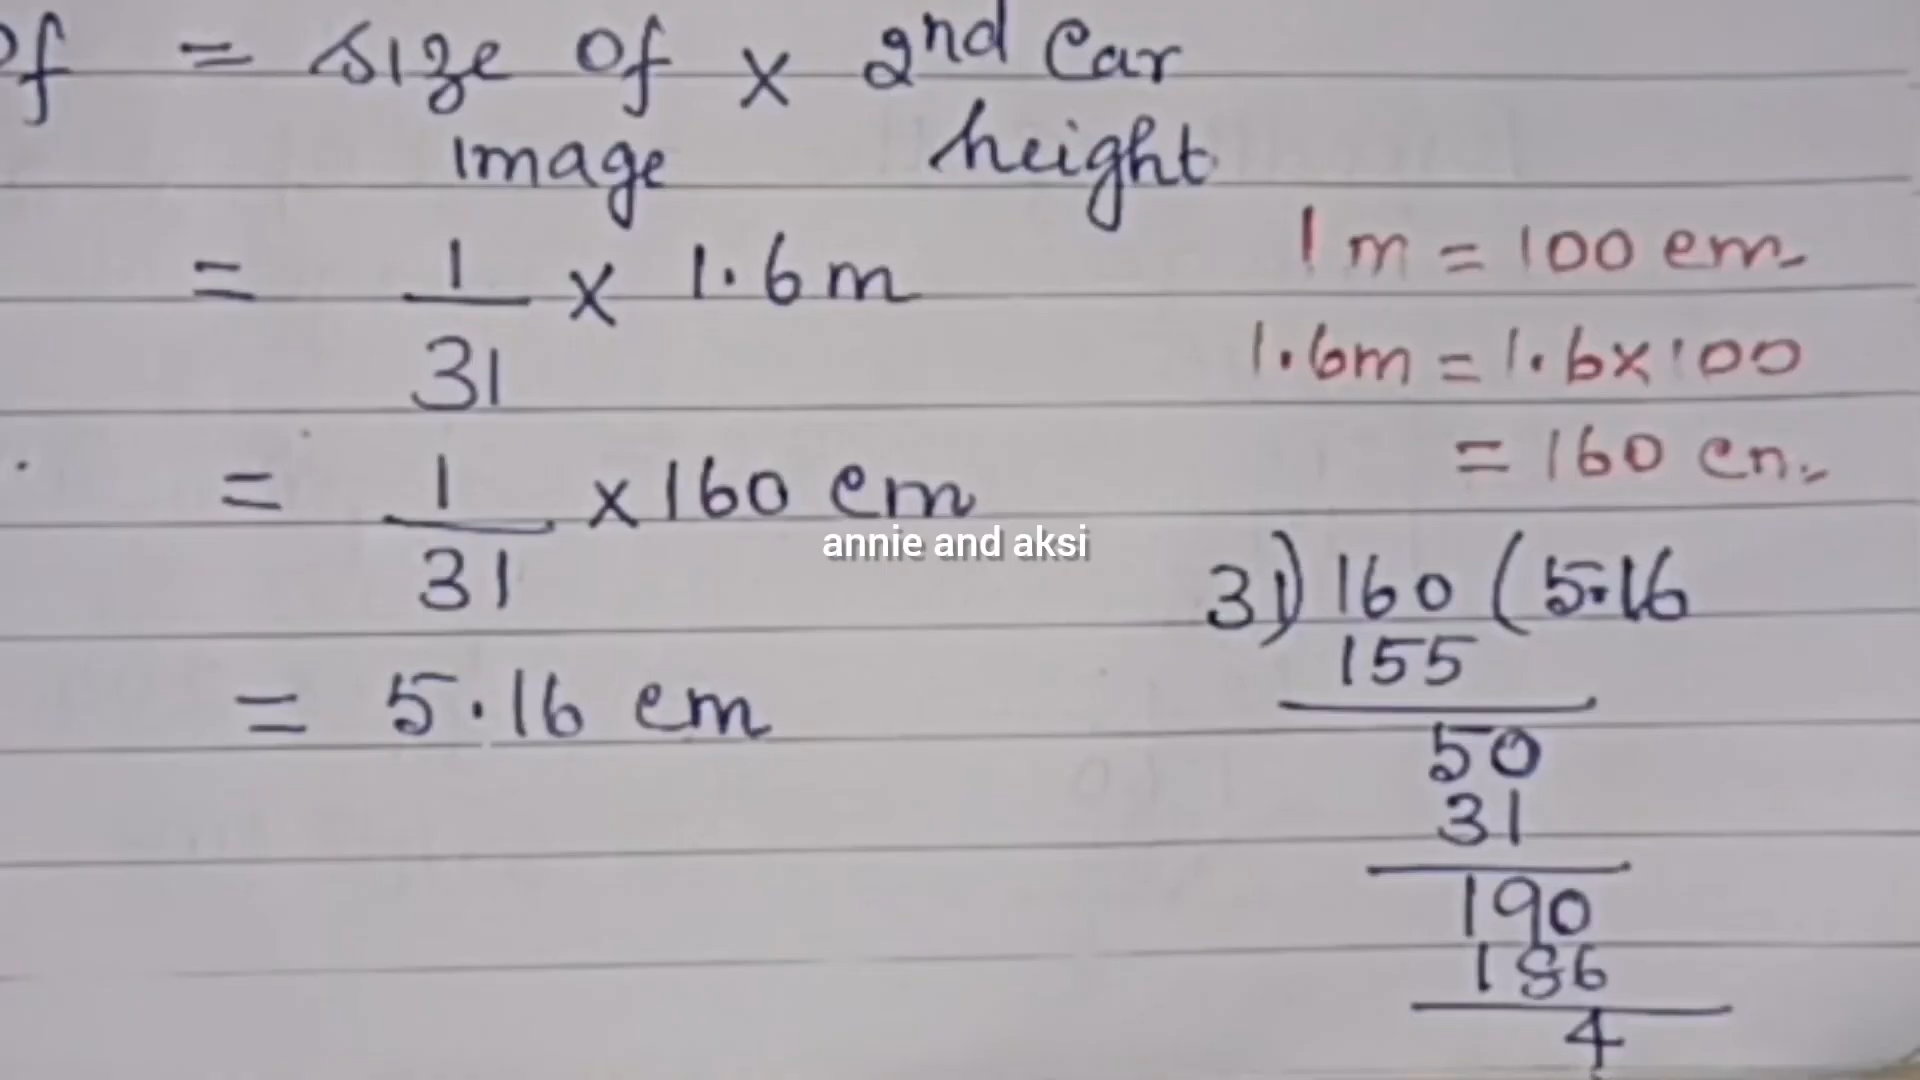 of = size of × 2nd Car
image height
= 1/31 × 1.6 m
1 m = 100 cm
1.6m = 1.6×100
= 1/31 × 160 cm
= 160 cm
annie and aksi
31) 160 (5.16
155
= 5.16 cm
50
31
190
186
4